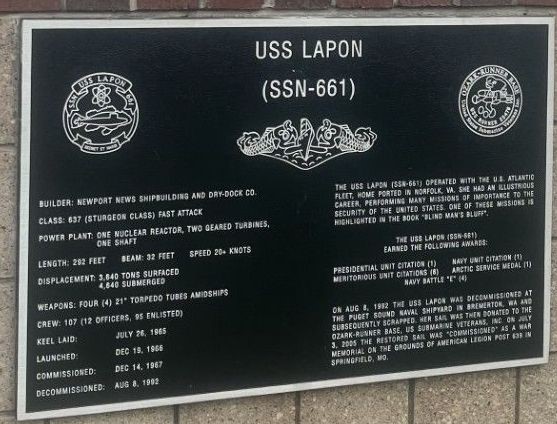 USS LAPON
(SSN-661)
USS LAPON
SSN 661
OZARK-RUNNER BASE
BUILDER: NEWPORT NEWS SHIPBUILDING AND DRY-DOCK CO.
CLASS: 637 (STURGEON CLASS) FAST ATTACK
POWER PLANT: ONE NUCLEAR REACTOR, TWO GEARED TURBINES,
ONE SHAFT
LENGTH: 292 FEET BEAM: 32 FEET SPEED 20+ KNOTS
DISPLACEMENT: 3,640 TONS SURFACED
4,640 SUBMERGED
WEAPONS: FOUR (4) 21" TORPEDO TUBES AMIDSHIPS
CREW: 107 (12 OFFICERS, 95 ENLISTED)
KEEL LAID: JULY 26, 1965
LAUNCHED: DEC 19, 1966
COMMISSIONED: DEC 14, 1967
DECOMMISSIONED: AUG 8, 1992
THE USS LAPON (SSN-661) OPERATED WITH THE U.S. ATLANTIC
FLEET, HOME PORTED IN NORFOLK, VA. SHE HAD AN ILLUSTRIOUS
CAREER, PERFORMING MANY MISSIONS OF IMPORTANCE TO THE
SECURITY OF THE UNITED STATES. ONE OF THESE MISSIONS IS
HIGHLIGHTED IN THE BOOK "BLIND MAN'S BLUFF".
THE USS LAPON (SSN-661)
EARNED THE FOLLOWING AWARDS:
PRESIDENTIAL UNIT CITATION (1) NAVY UNIT CITATION (1)
MERITORIOUS UNIT CITATIONS (6) ARCTIC SERVICE MEDAL (1)
NAVY BATTLE "E" (4)
ON AUG 8, 1992 THE USS LAPON WAS DECOMMISSIONED AT
THE PUGET SOUND NAVAL SHIPYARD IN BREMERTON, WA AND
SUBSEQUENTLY SCRAPPED. HER SAIL WAS THEN DONATED TO THE
OZARK-RUNNER BASE, US SUBMARINE VETERANS, INC. ON JULY
3, 2005 THE RESTORED SAIL WAS "COMMISSIONED" AS A WAR
MEMORIAL ON THE GROUNDS OF AMERICAN LEGION POST 639 IN
SPRINGFIELD, MO.